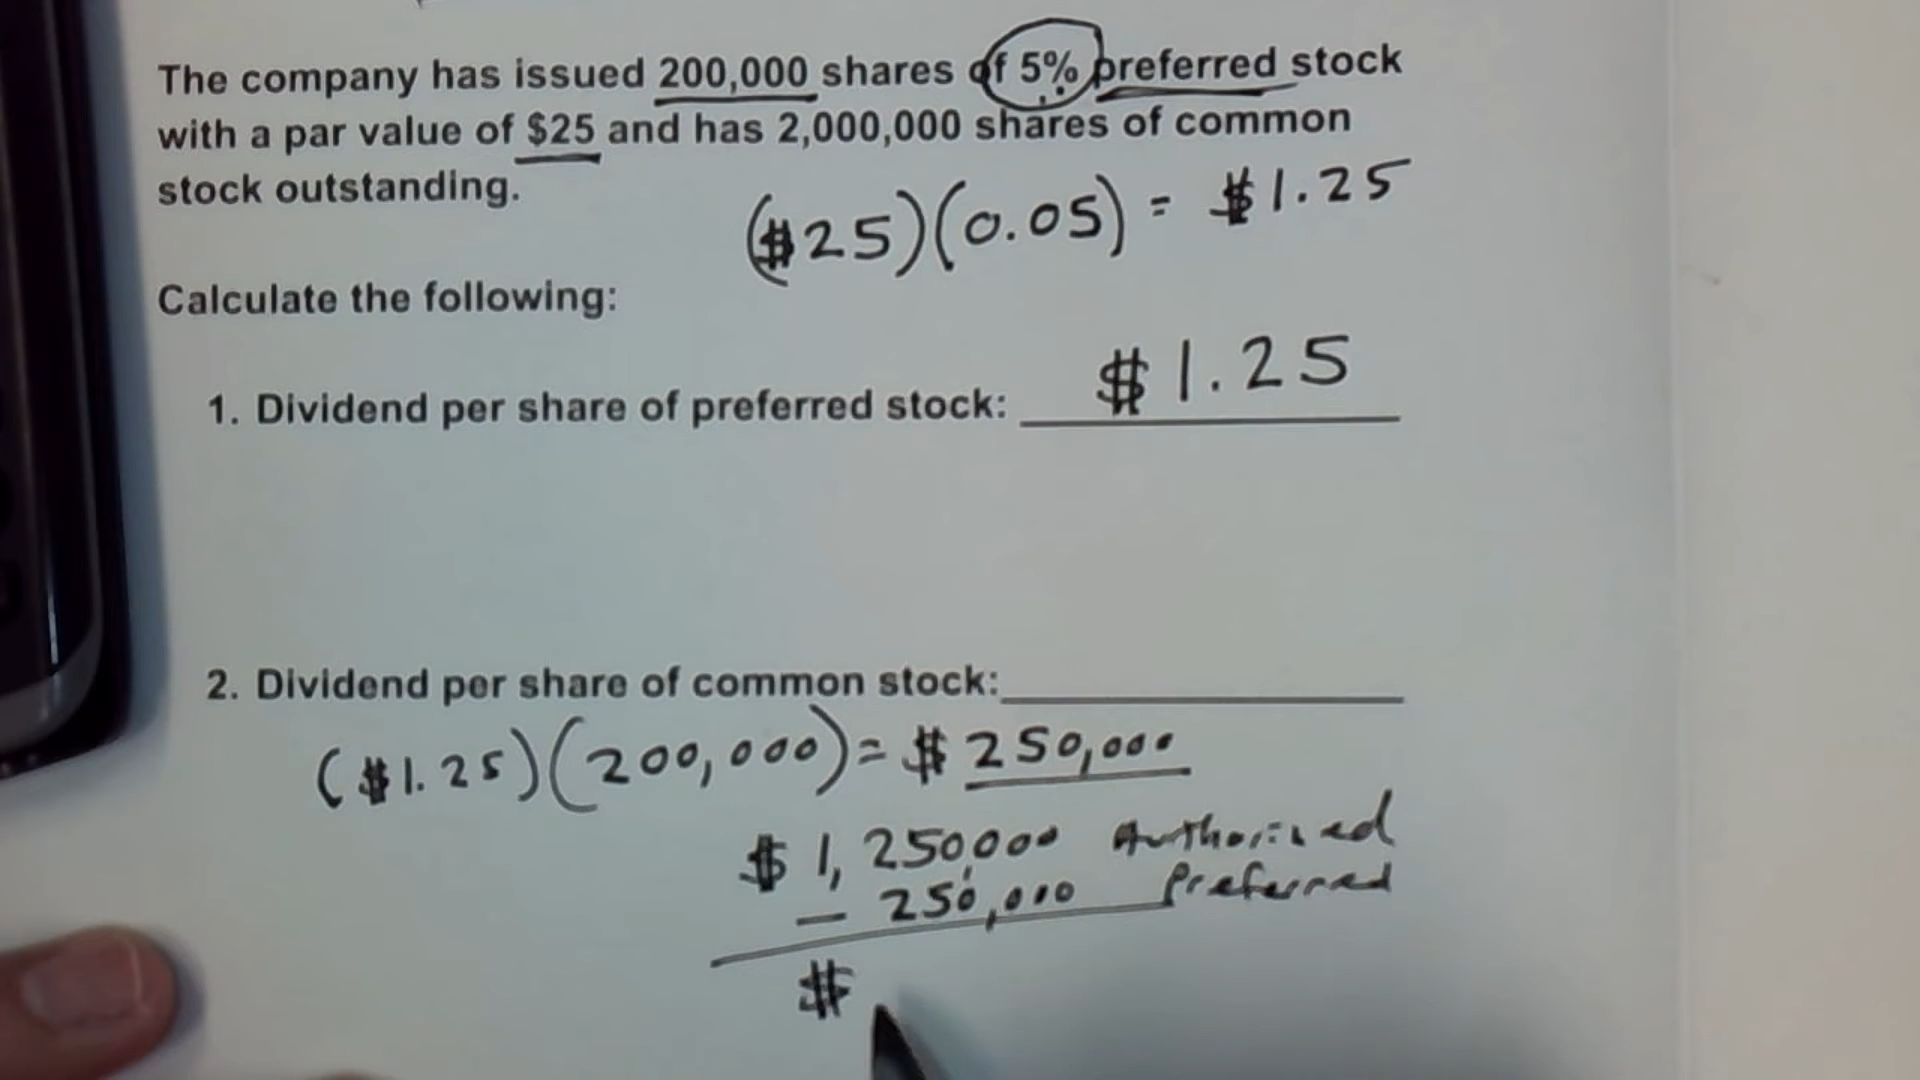 The company has issued 200,000 shares of 5% preferred stock
with a par value of $25 and has 2,000,000 shares of common
stock outstanding.
($25)(0.05) = $1.25
Calculate the following:
1. Dividend per share of preferred stock: $1.25
2. Dividend per share of common stock:
($1.25)(200,000) = $250,000
$1,250,000 Authorized
- 250,000 Preferred
$